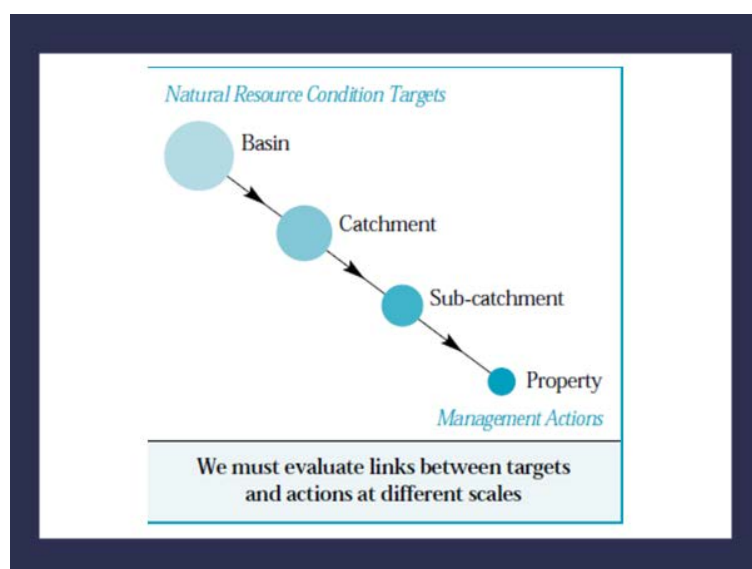 Natural Resource Condition Targets
Basin
Catchment
Sub-catchment
Property
Management Actions
We must evaluate links between targets
and actions at different scales